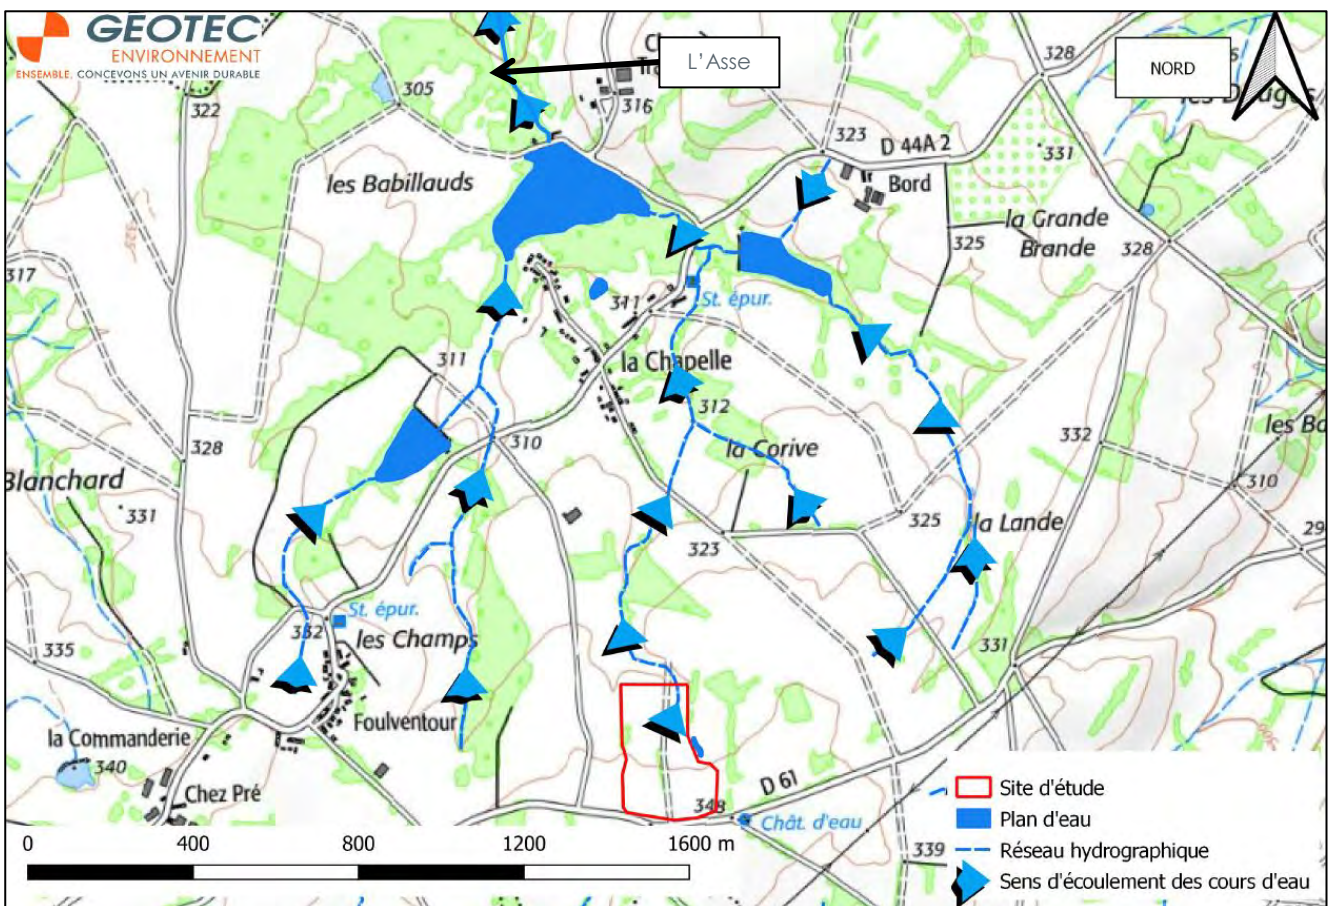 GÉOTEC
ENVIRONNEMENT
ENSEMBLE, CONCEVONS UN AVENIR DURABLE
L'Asse
NORD
322
305
316
328
323
D 44A 2
331
Bord
les Babillauds
la Grande
Brande
325
328
325
317
311
St. épur.
311
la Chapelle
312
310
332
la Corive
328
Blanchard
331
310
325
la Lande
323
St. épur.
332
les Champs
335
331
Foulventour
la Commanderie
340
Chez Pré
D 61
348
Chât. d'eau
339
Site d'étude
Plan d'eau
Réseau hydrographique
Sens d'écoulement des cours d'eau
0 400 800 1200 1600 m